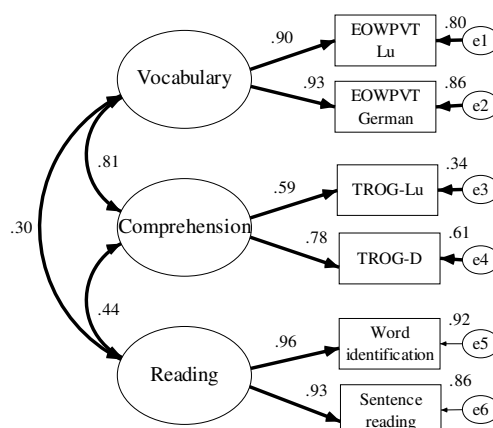 .90
EOWPVT
Lu
.80
e1
Vocabulary
.93
EOWPVT
German
.86
e2
.81
.30
.59
TROG-Lu
.34
e3
Comprehension
.78
TROG-D
.61
e4
.44
.96
Word
identification
.92
e5
Reading
.93
Sentence
reading
.86
e6